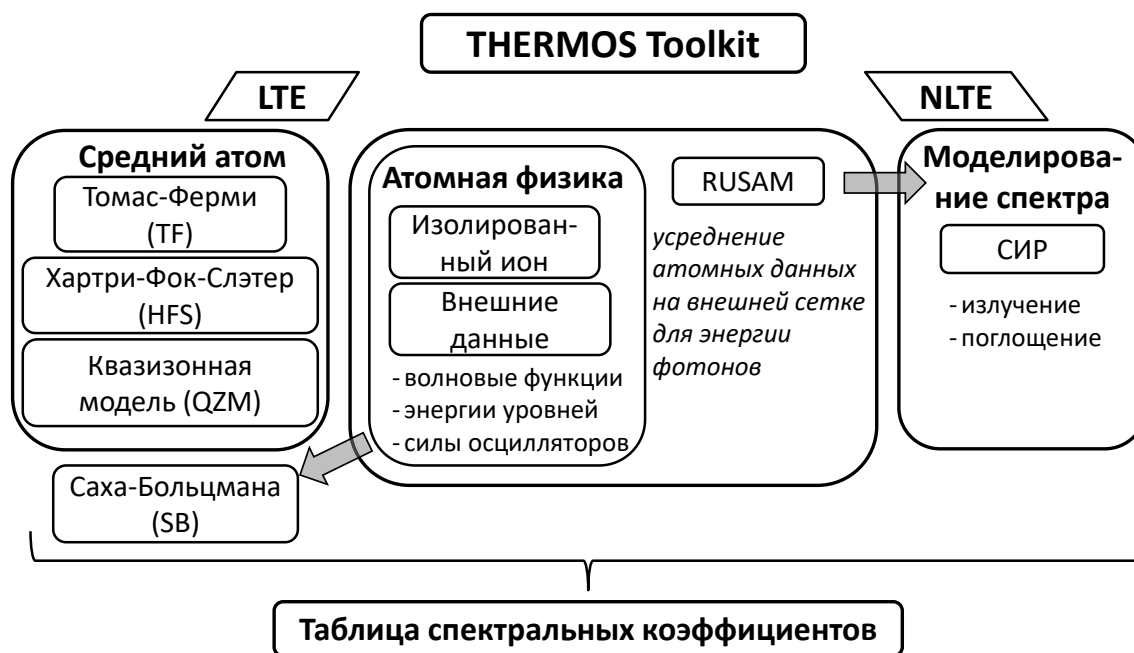 THERMOS Toolkit
LTE
NLTE
Средний атом
Томас-Ферми
(TF)
Хартри-Фок-Слэтер
(HFS)
Квазизонная
модель (QZM)
Саха-Больцмана
(SB)
Атомная физика
Изолирован-
ный ион
Внешние
данные
- волновые функции
- энергии уровней
- силы осцилляторов
RUSAM
усреднение
атомных данных
на внешней сетке
для энергии
фотонов
Моделирова-
ние спектра
СИР
- излучение
- поглощение
Таблица спектральных коэффициентов